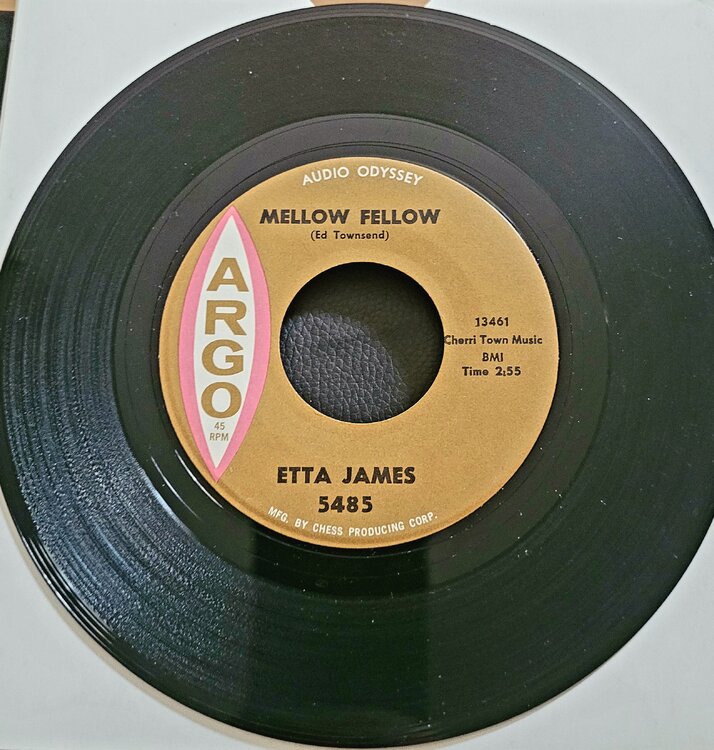 AUDIO ODYSSEY
MELLOW FELLOW
(Ed Townsend)
ARGO
45
RPM
13461
Cherri Town Music
BMI
Time 2:55
ETTA JAMES
5485
MFG. BY CHESS PRODUCING CORP.